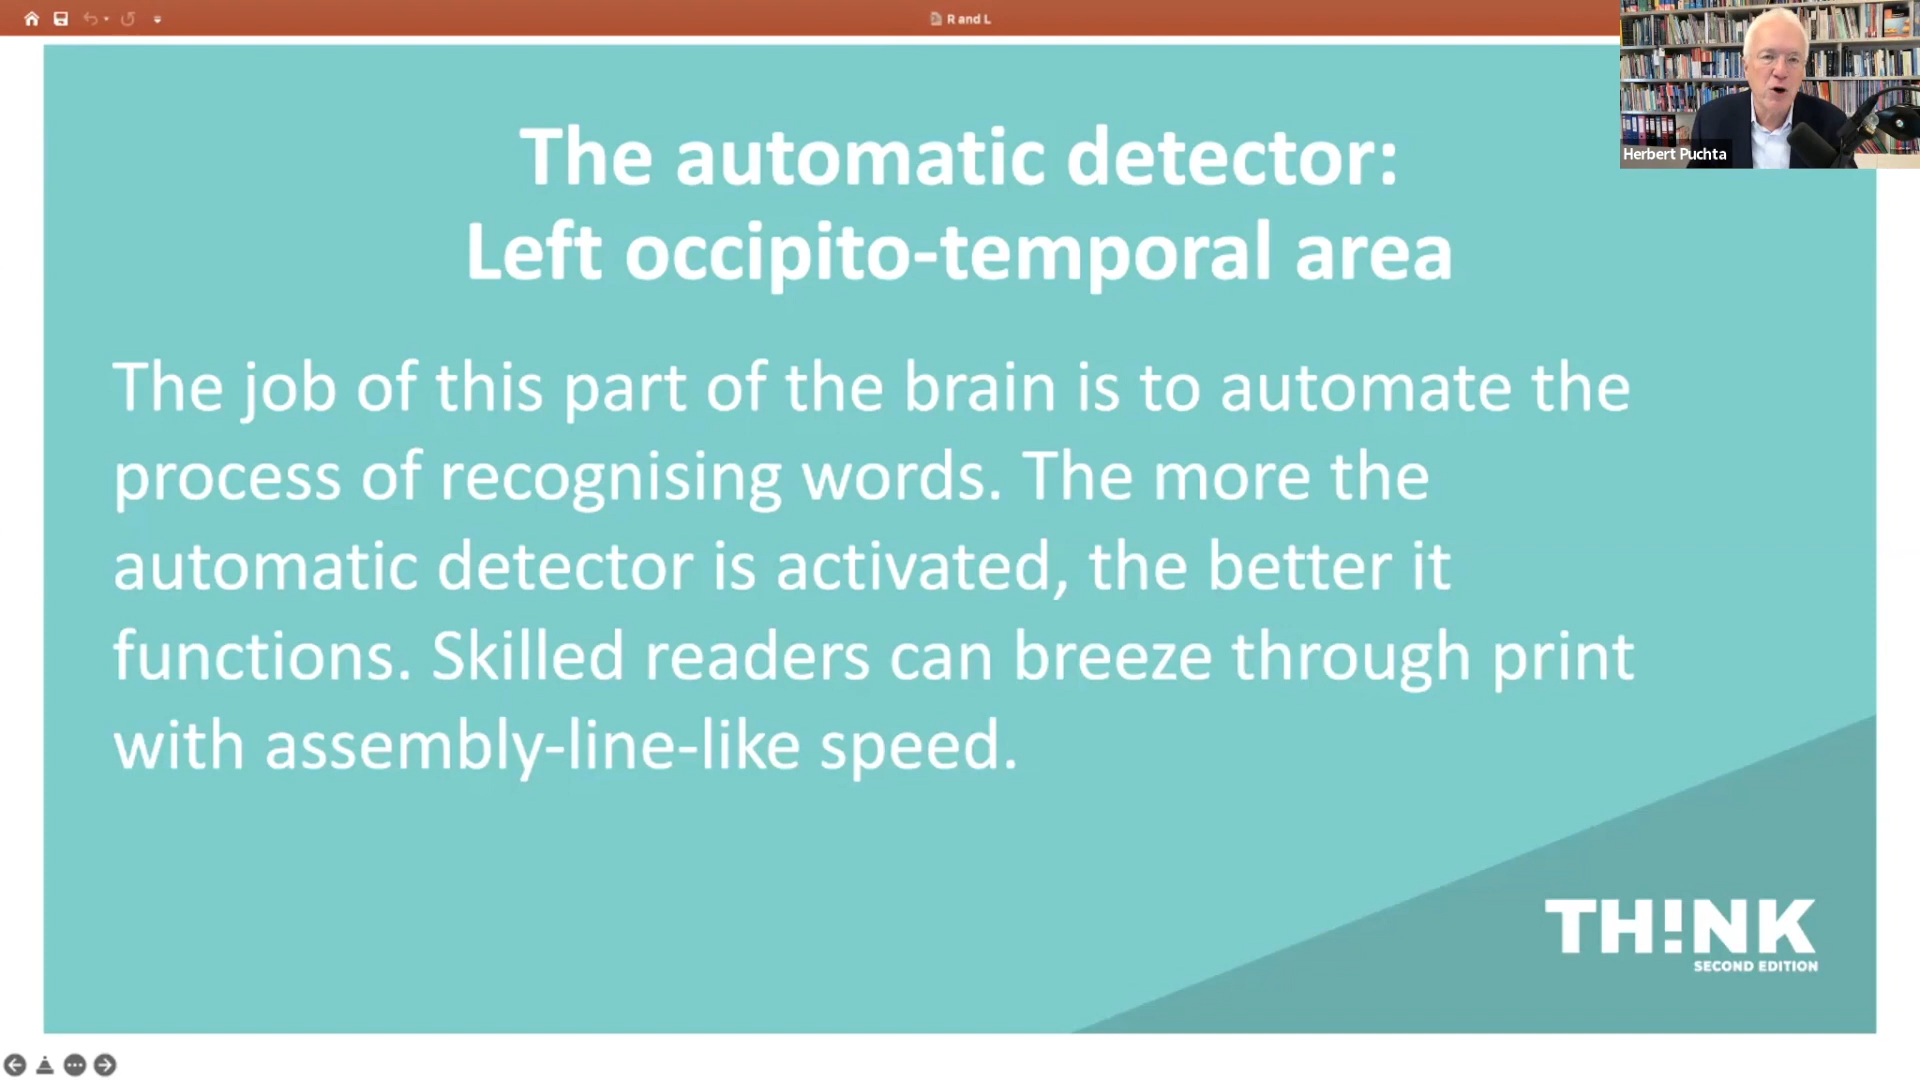 R and L
Herbert Puchta
The automatic detector:
Left occipito-temporal area
The job of this part of the brain is to automate the
process of recognising words. The more the
automatic detector is activated, the better it
functions. Skilled readers can breeze through print
with assembly-line-like speed.
TH!NK
SECOND EDITION